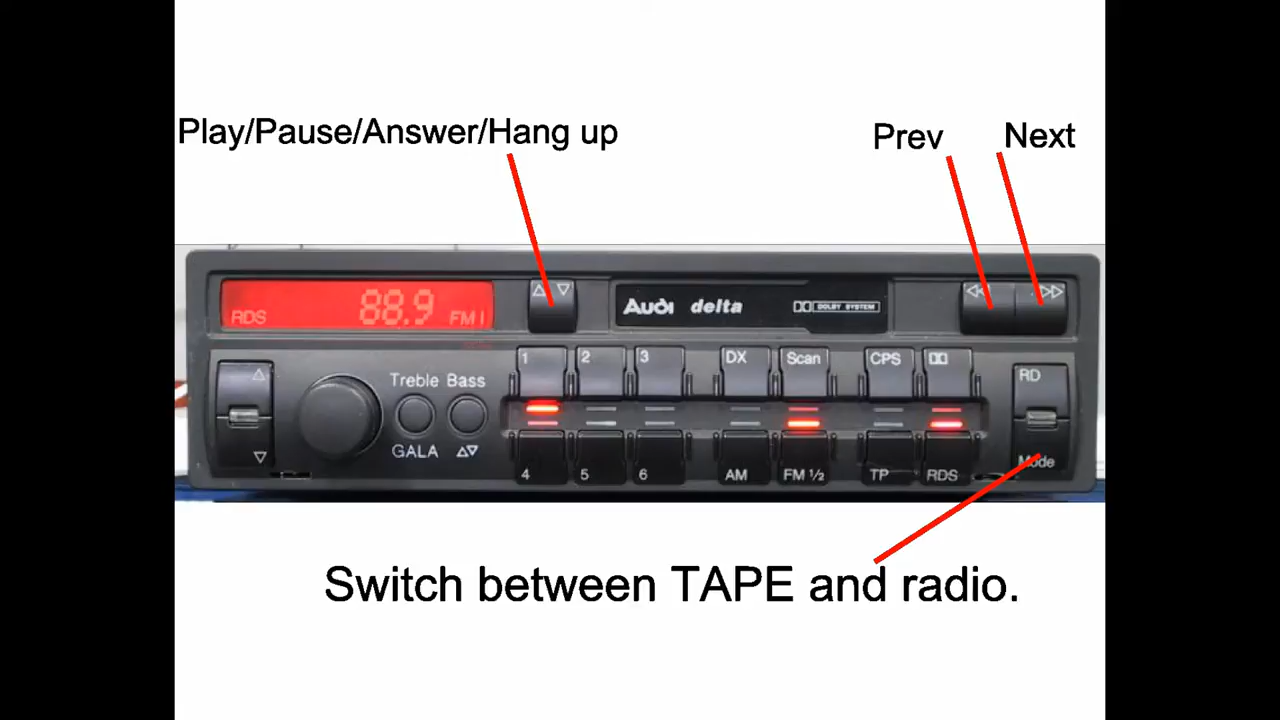 Play/Pause/Answer/Hang up
Prev Next
RDS 88.9 FM1
Audi delta DOLBY SYSTEM
1 2 3 DX Scan CPS
RD
Treble Bass
GALA
Mode
4 5 6 AM FM ½ TP RDS
Switch between TAPE and radio.